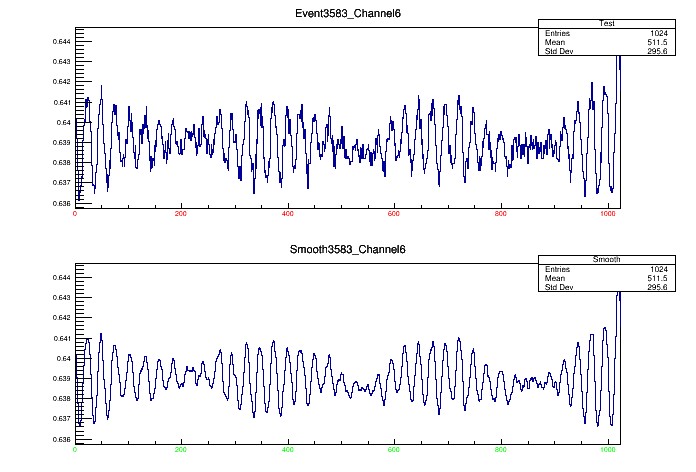 Event3583_Channel6
Test
Entries 1024
Mean 511.5
Std Dev 295.6
0.644
0.643
0.642
0.641
0.64
0.639
0.638
0.637
0.636
0 200 400 600 800 1000
Smooth3583_Channel6
Smooth
Entries 1024
Mean 511.5
Std Dev 295.6
0.644
0.643
0.642
0.641
0.64
0.639
0.638
0.637
0.636
0 200 400 600 800 1000